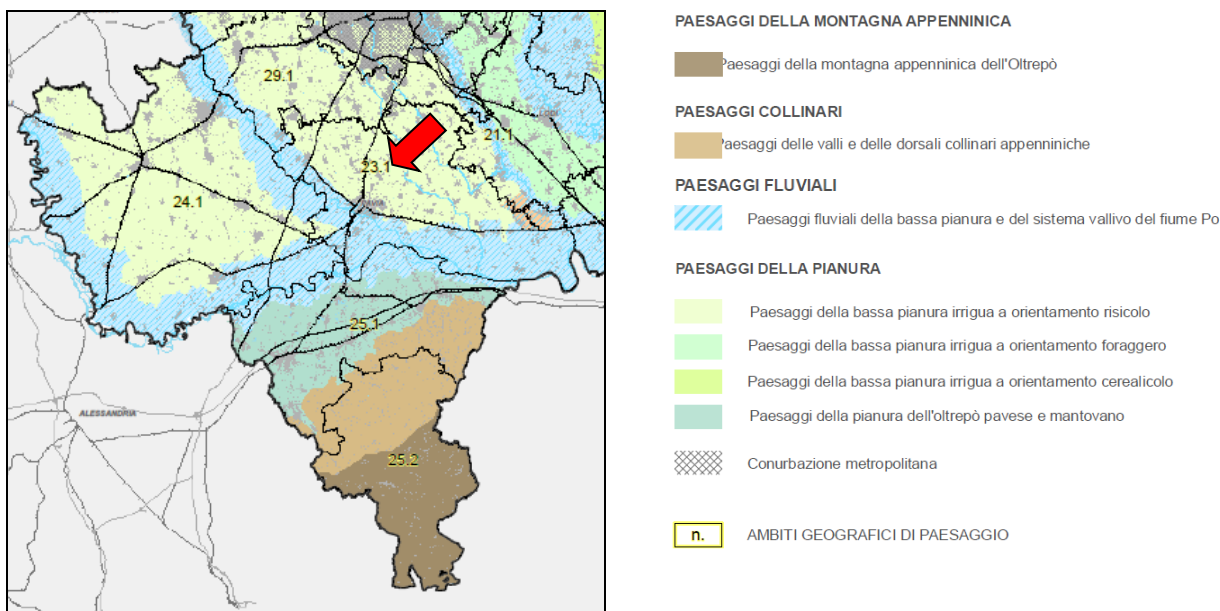 29.1
21.1
23.1
24.1
25.1
ALESSANDRIA
25.2
PAESAGGI DELLA MONTAGNA APPENNINICA
Paesaggi della montagna appenninica dell'Oltrepò
PAESAGGI COLLINARI
Paesaggi delle valli e delle dorsali collinari appenniniche
PAESAGGI FLUVIALI
Paesaggi fluviali della bassa pianura e del sistema vallivo del fiume Po
PAESAGGI DELLA PIANURA
Paesaggi della bassa pianura irrigua a orientamento risicolo
Paesaggi della bassa pianura irrigua a orientamento foraggero
Paesaggi della bassa pianura irrigua a orientamento cerealicolo
Paesaggi della pianura dell'oltrepò pavese e mantovano
Conurbazione metropolitana
n. AMBITI GEOGRAFICI DI PAESAGGIO